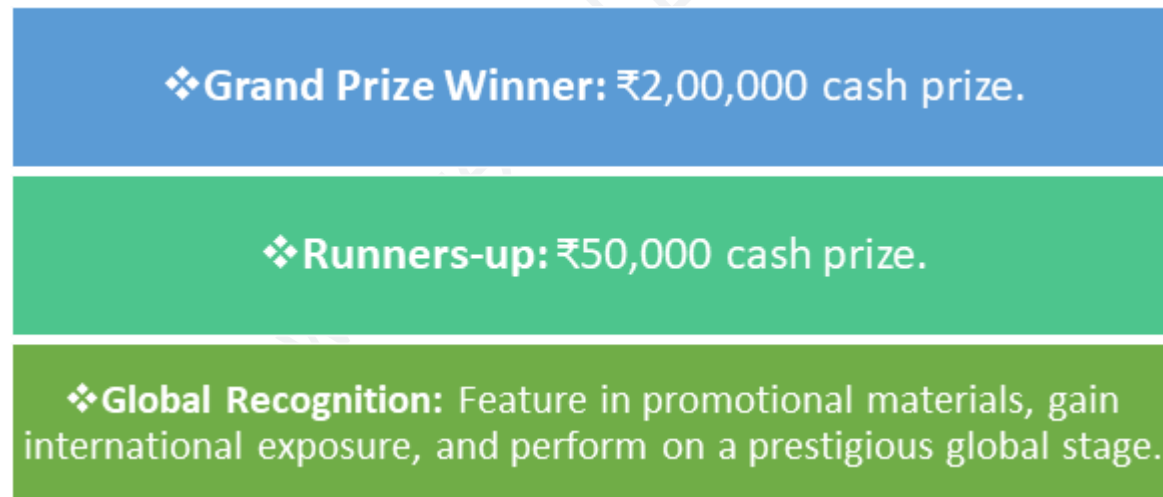 ❖Grand Prize Winner: ₹2,00,000 cash prize.
❖Runners-up: ₹50,000 cash prize.
❖Global Recognition: Feature in promotional materials, gain
international exposure, and perform on a prestigious global stage.